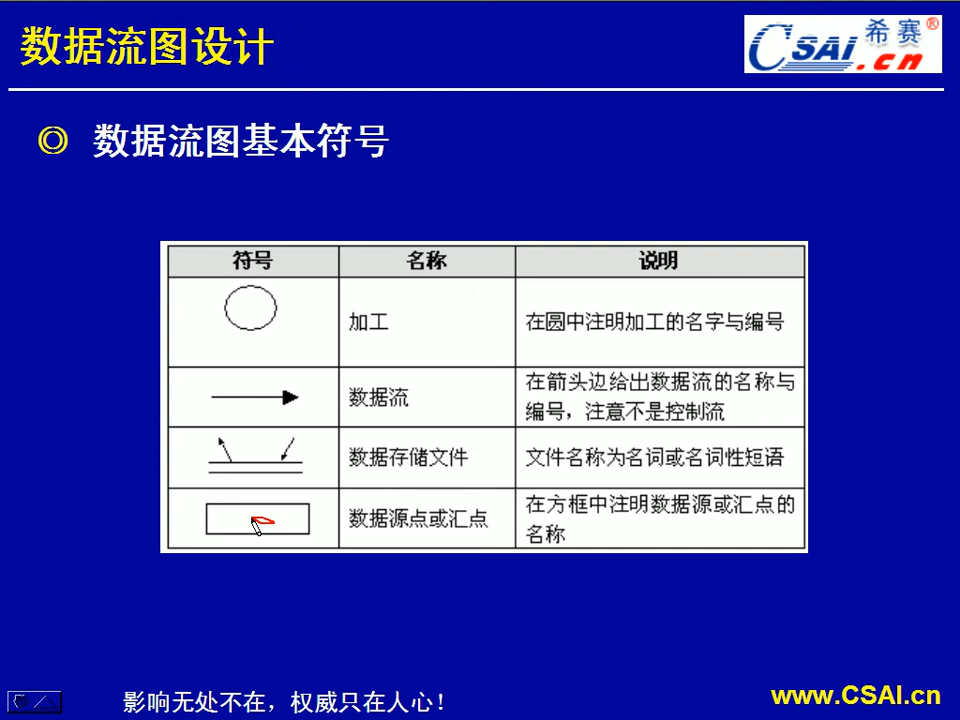 数据流图设计
CSAI 希赛®
.cn
◎ 数据流图基本符号
符号 名称 说明
加工 在圆中注明加工的名字与编号
数据流 在箭头边给出数据流的名称与
编号，注意不是控制流
数据存储文件 文件名称为名词或名词性短语
数据源点或汇点 在方框中注明数据源或汇点的
名称
影响无处不在，权威只在人心！
www.CSAI.cn